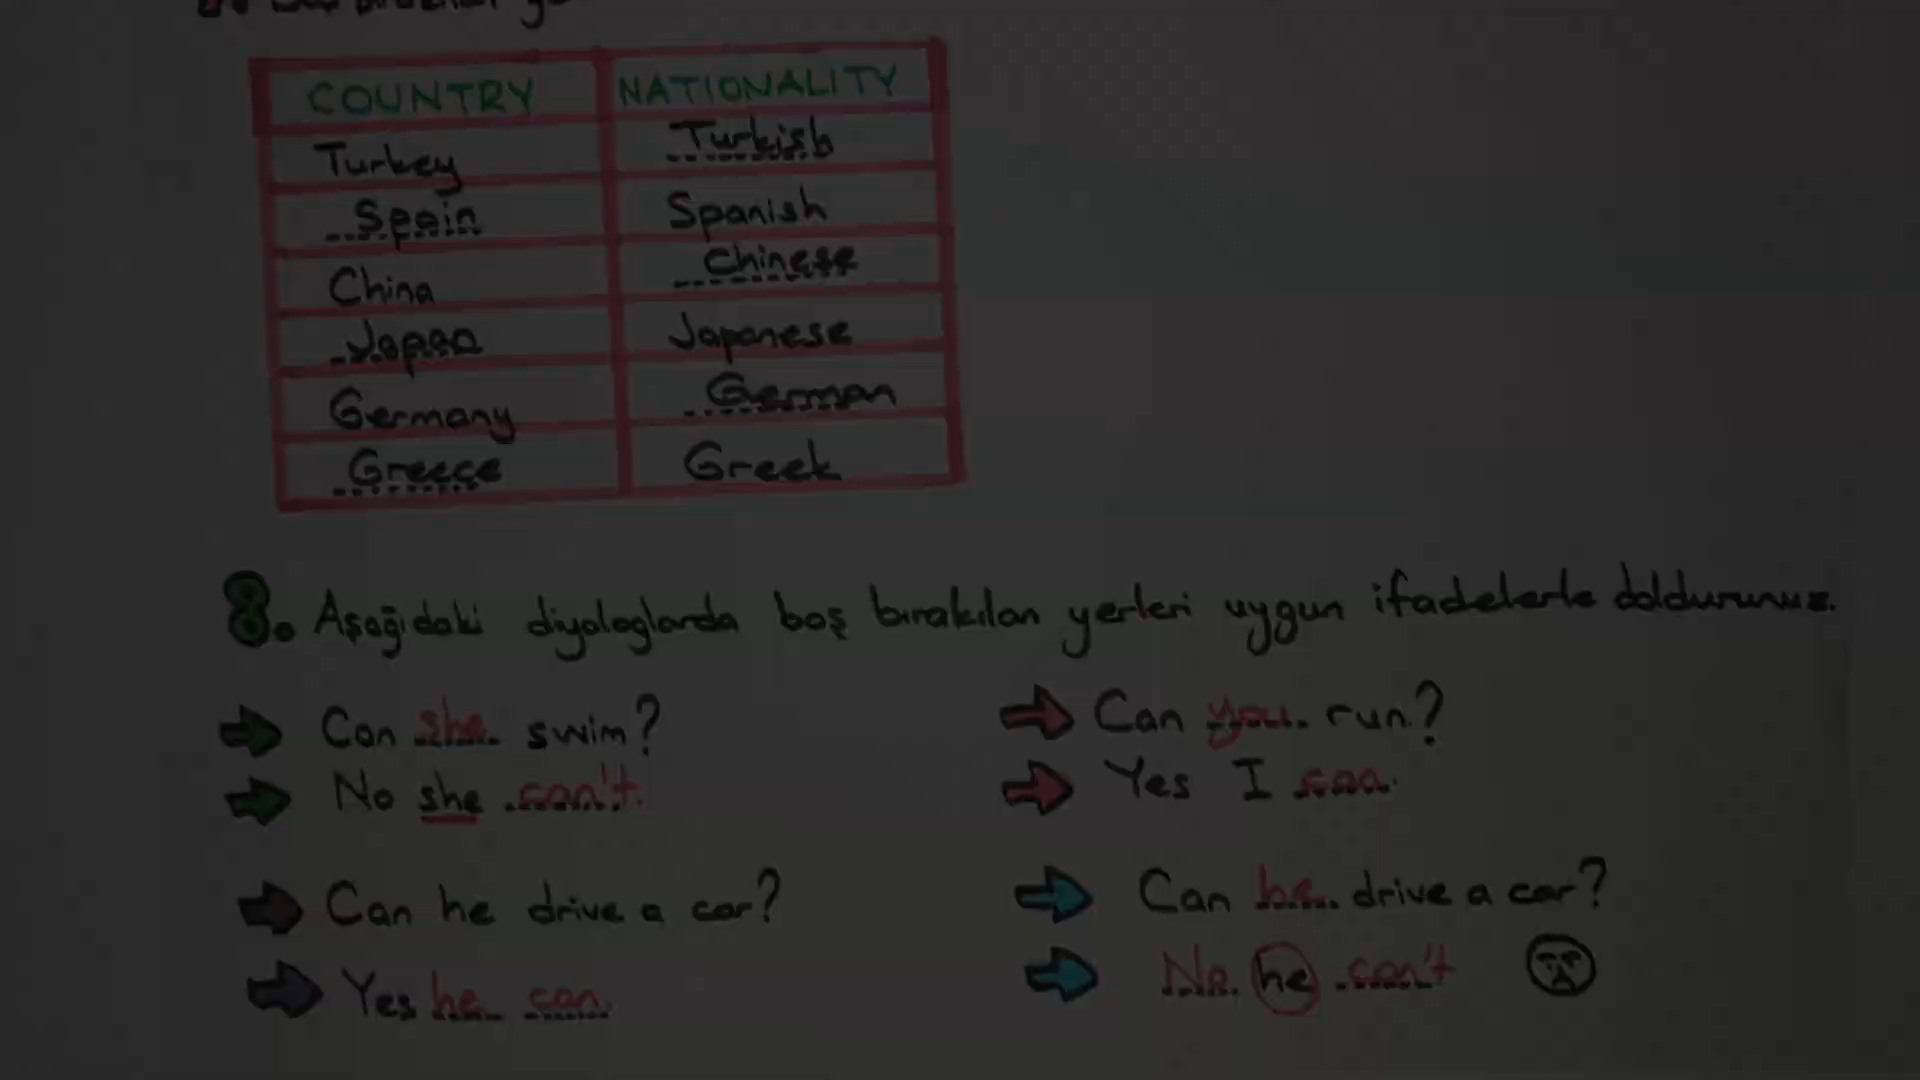 COUNTRY NATIONALITY
Turkey Turkish
Spain Spanish
China Chinese
Japan Japanese
Germany German
Greece Greek
8. Aşağıdaki diyaloglarda boş bırakılan yerleri uygun ifadelerle doldurunuz.
Can she swim?
No she can't.
Can you run?
Yes I can.
Can he drive a car?
Yes he can.
Can he drive a car?
No he can't